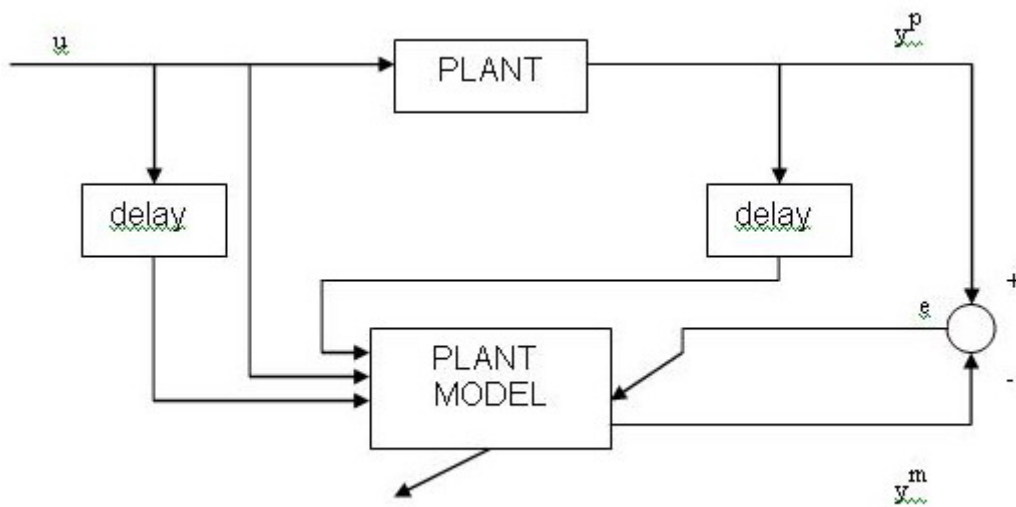 u
y^p
PLANT
delay
delay
+
e
PLANT
MODEL
-
y^m